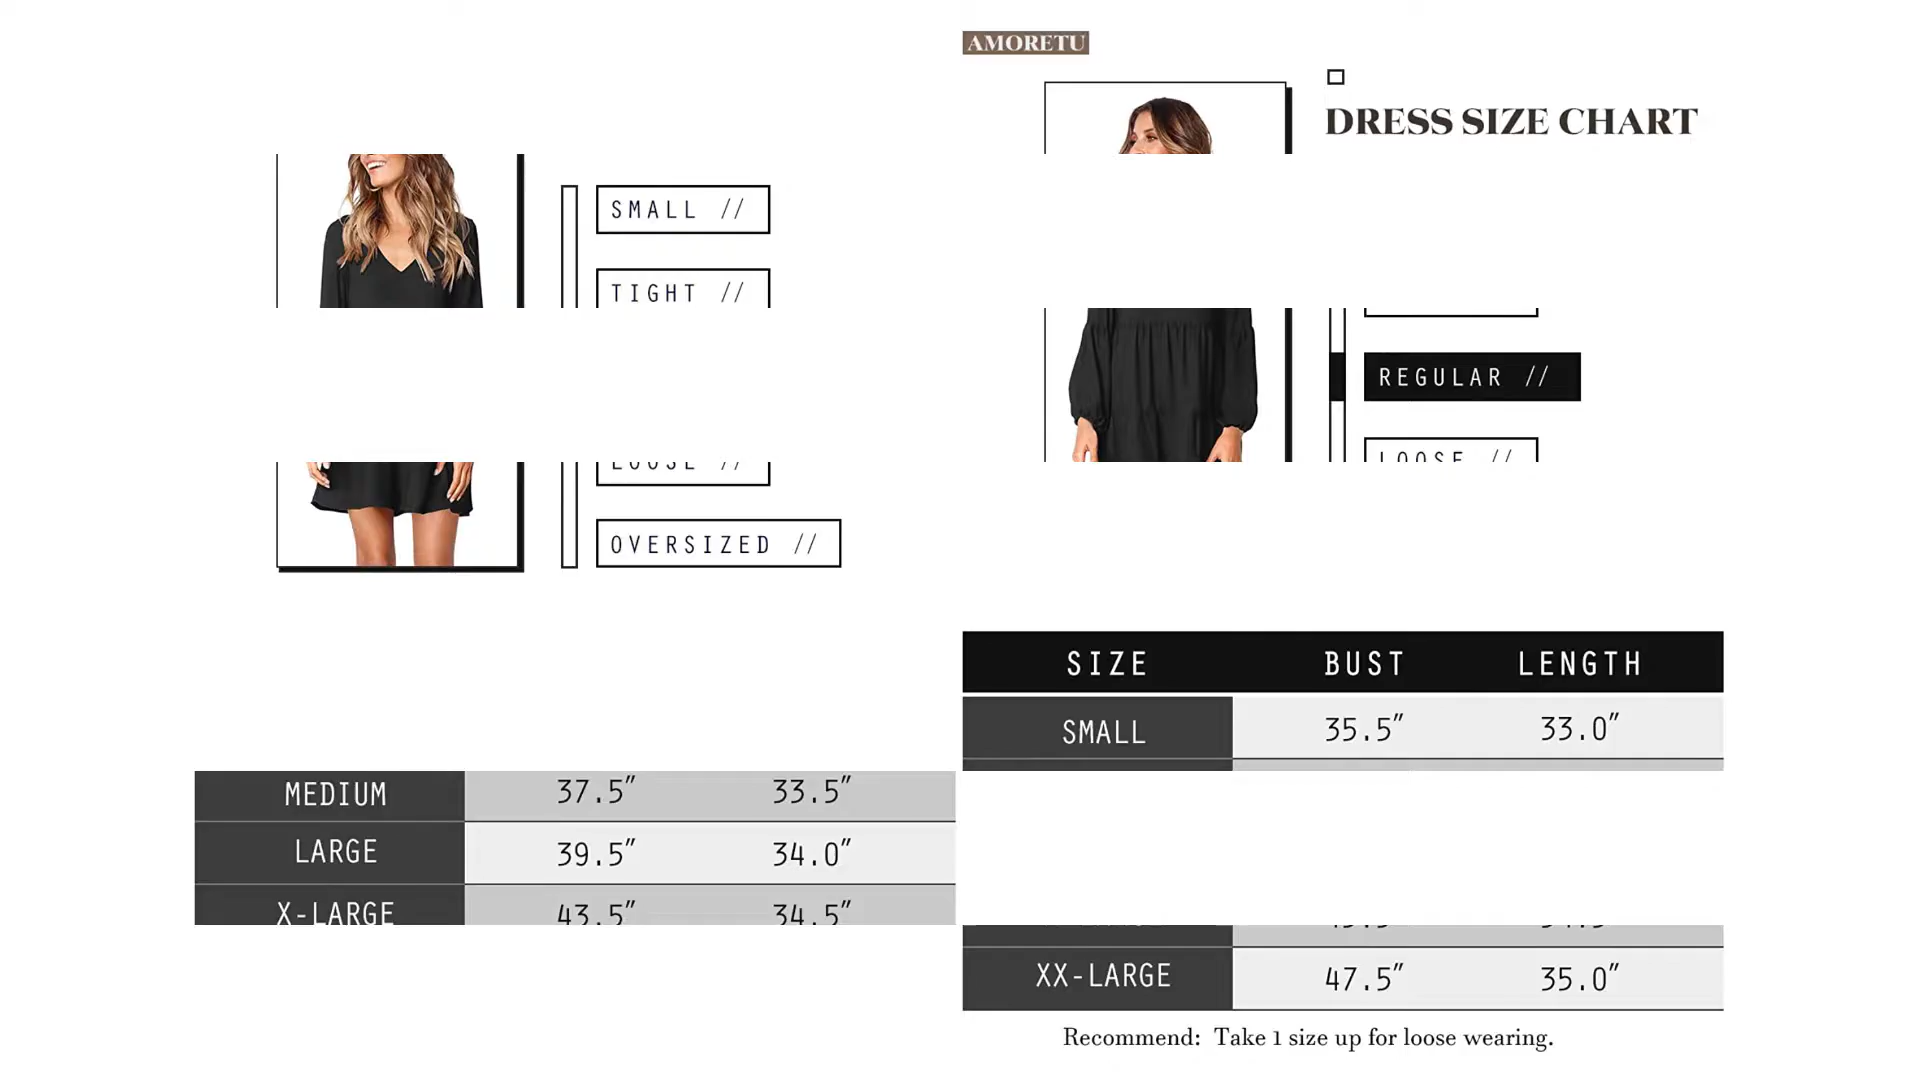 AMORETU
DRESS SIZE CHART
SMALL //
TIGHT //
REGULAR //
LOOSE //
LOOSE //
OVERSIZED //
SIZE BUST LENGTH
SMALL 35.5" 33.0"
MEDIUM 37.5" 33.5"
LARGE 39.5" 34.0"
X-LARGE 43.5" 34.5"
XX-LARGE 47.5" 35.0"
Recommend: Take 1 size up for loose wearing.